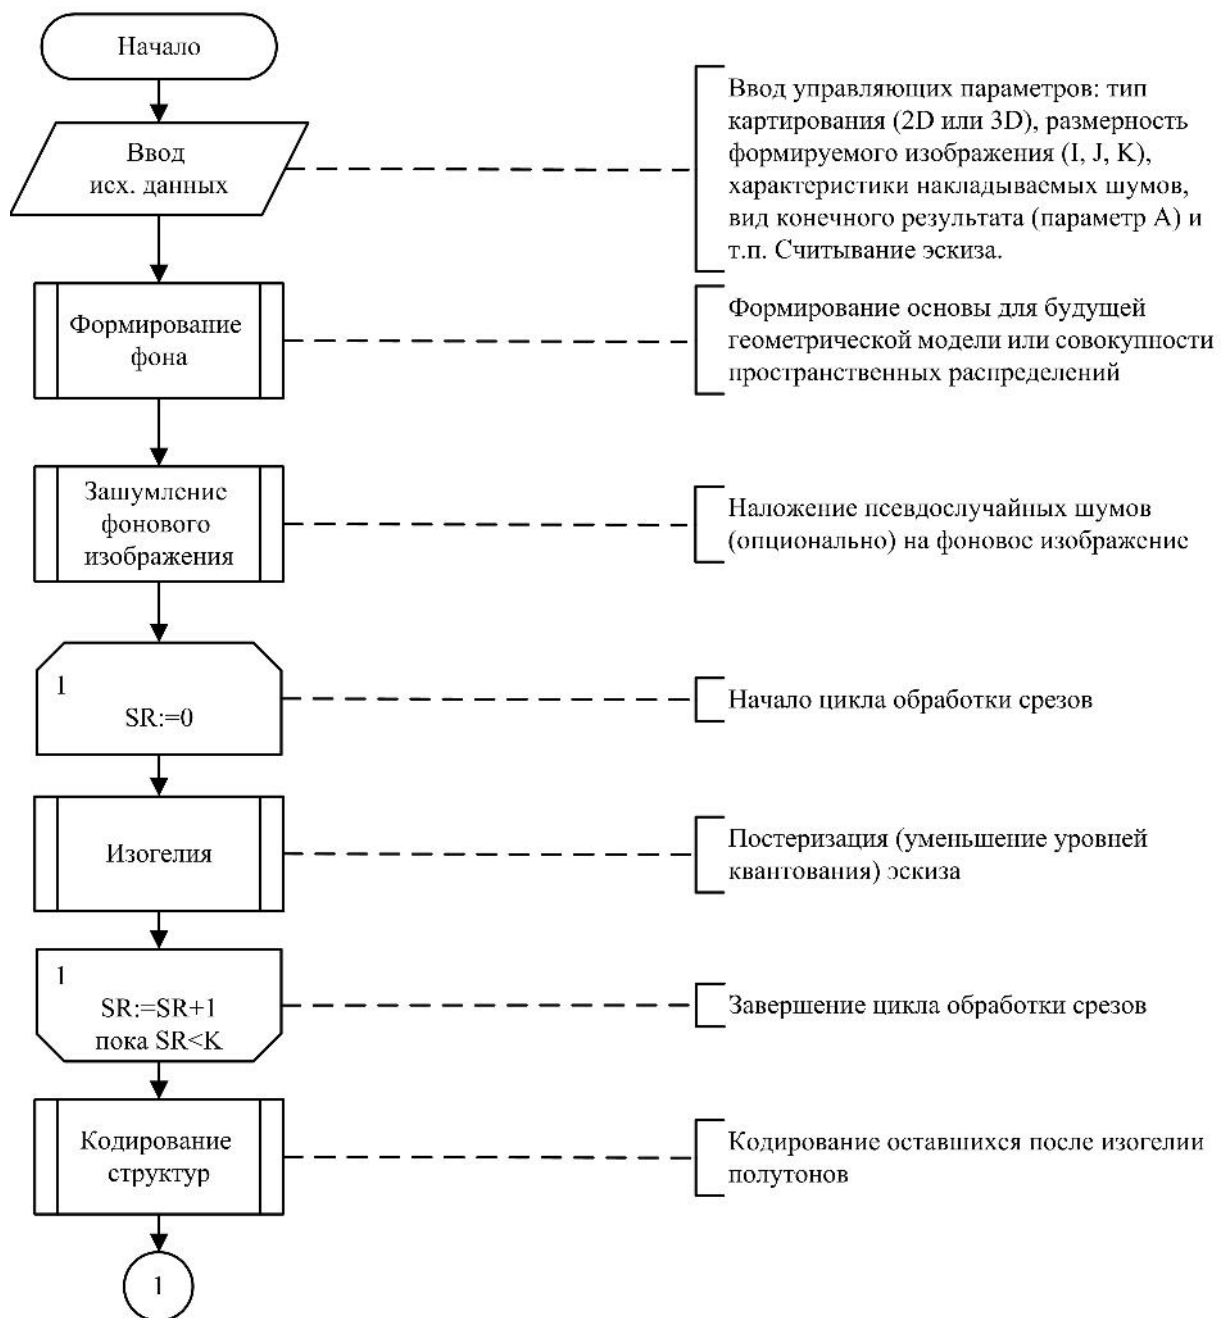 Начало
Ввод
исх. данных
Ввод управляющих параметров: тип
картирования (2D или 3D), размерность
формируемого изображения (I, J, K),
характеристики накладываемых шумов,
вид конечного результата (параметр А) и
т.п. Считывание эскиза.
Формирование
фона
Формирование основы для будущей
геометрической модели или совокупности
пространственных распределений
Зашумление
фонового
изображения
Наложение псевдослучайных шумов
(опционально) на фоновое изображение
1
SR:=0
Начало цикла обработки срезов
Изогелия
Постеризация (уменьшение уровней
квантования) эскиза
1
SR:=SR+1
пока SR<K
Завершение цикла обработки срезов
Кодирование
структур
Кодирование оставшихся после изогелии
полутонов
1